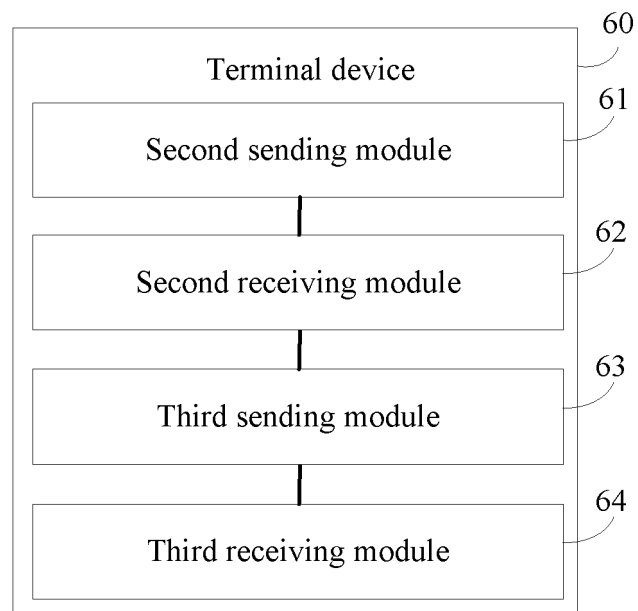 60
Terminal device
61
Second sending module
62
Second receiving module
63
Third sending module
64
Third receiving module